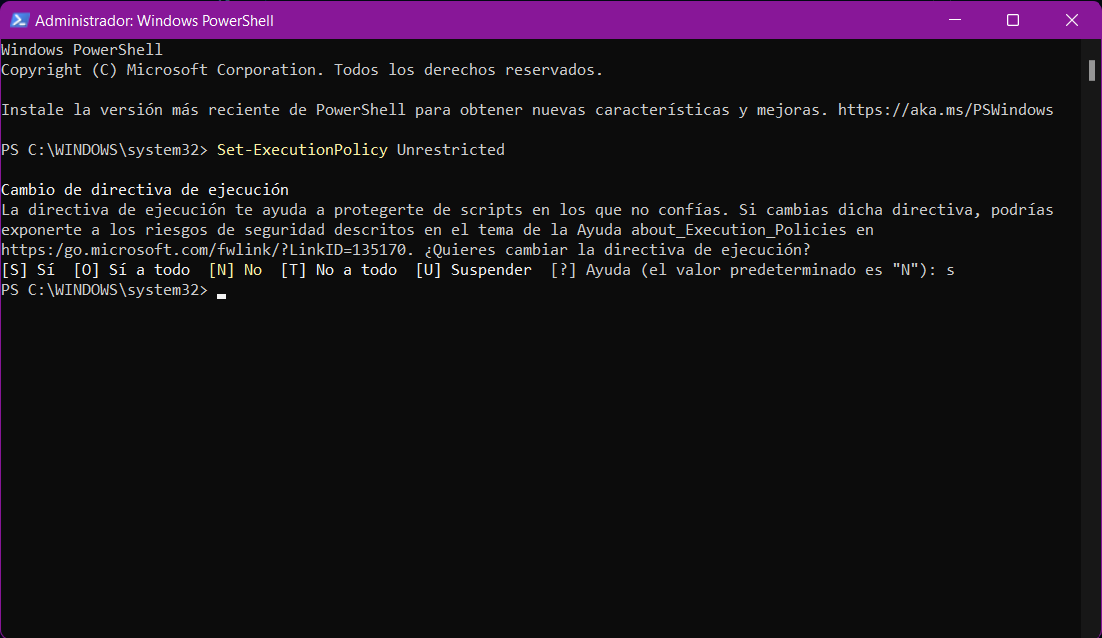 Administrador: Windows PowerShell
Windows PowerShell
Copyright (C) Microsoft Corporation. Todos los derechos reservados.
Instale la versión más reciente de PowerShell para obtener nuevas características y mejoras. https://aka.ms/PSWindows
PS C:\WINDOWS\system32> Set-ExecutionPolicy Unrestricted
Cambio de directiva de ejecución
La directiva de ejecución te ayuda a protegerte de scripts en los que no confías. Si cambias dicha directiva, podrías
exponerte a los riesgos de seguridad descritos en el tema de la Ayuda about_Execution_Policies en
https:/go.microsoft.com/fwlink/?LinkID=135170. ¿Quieres cambiar la directiva de ejecución?
[S] Sí  [O] Sí a todo  [N] No  [T] No a todo  [U] Suspender  [?] Ayuda (el valor predeterminado es "N"): s
PS C:\WINDOWS\system32>